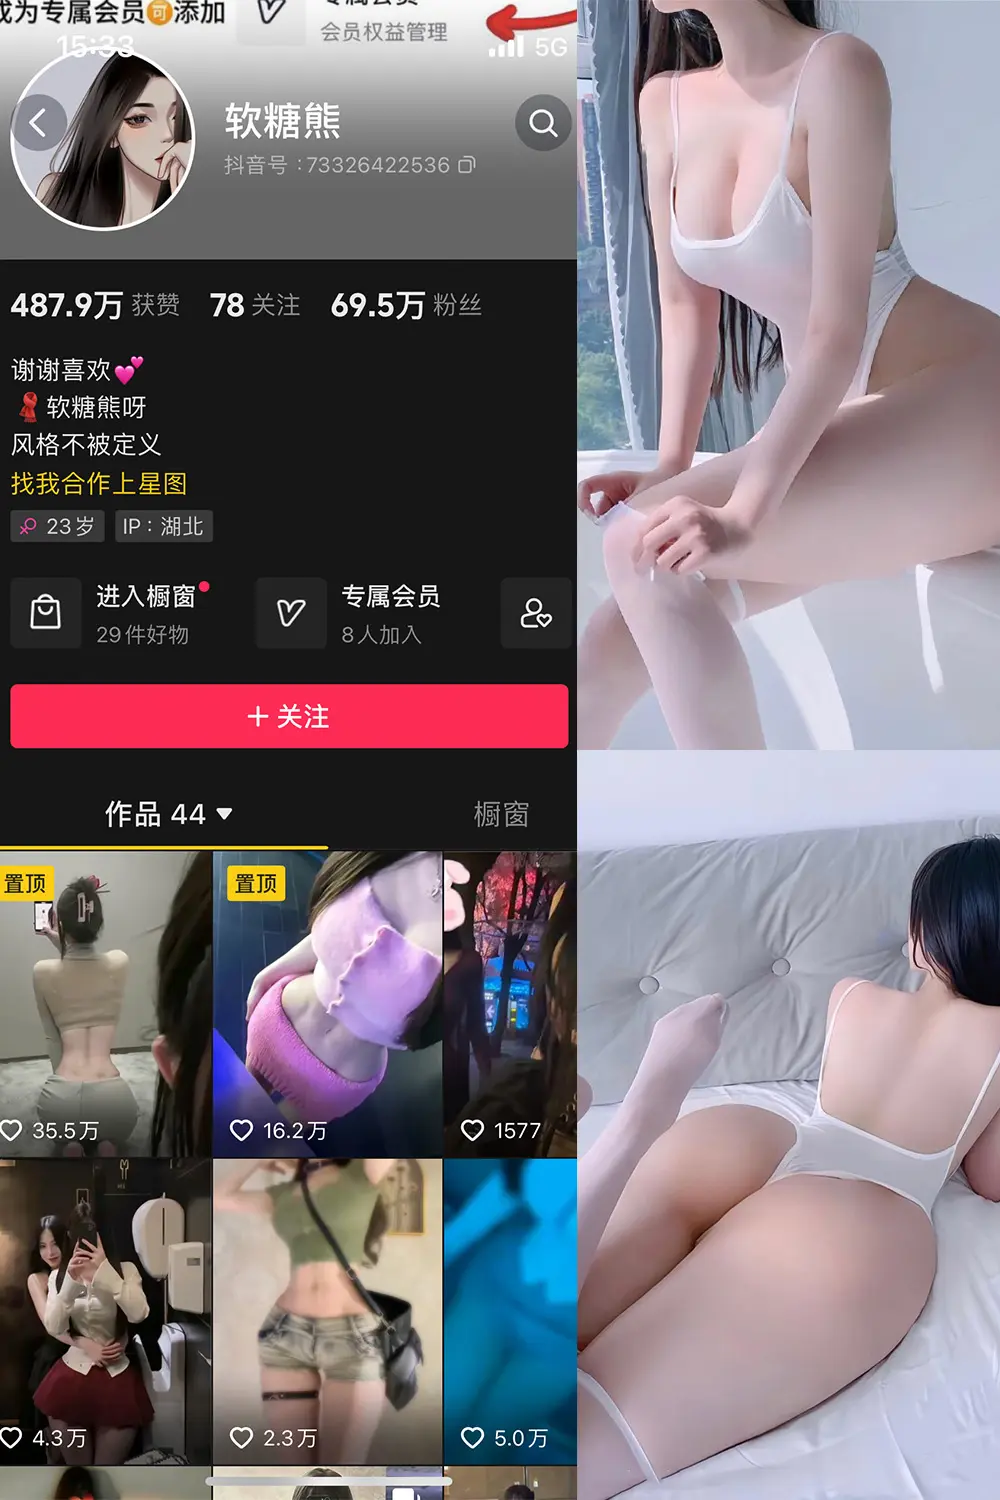 成为专属会员可添加
会员权益管理
15:33
5G
软糖熊
抖音号：73326422536
487.9万 获赞 78 关注 69.5万 粉丝
谢谢喜欢💕
🧣软糖熊呀
风格不被定义
找我合作上星图
23岁 IP：湖北
进入橱窗
29件好物
专属会员
8人加入
+ 关注
作品 44
橱窗
置顶
置顶
35.5万
16.2万
1577
4.3万
2.3万
5.0万